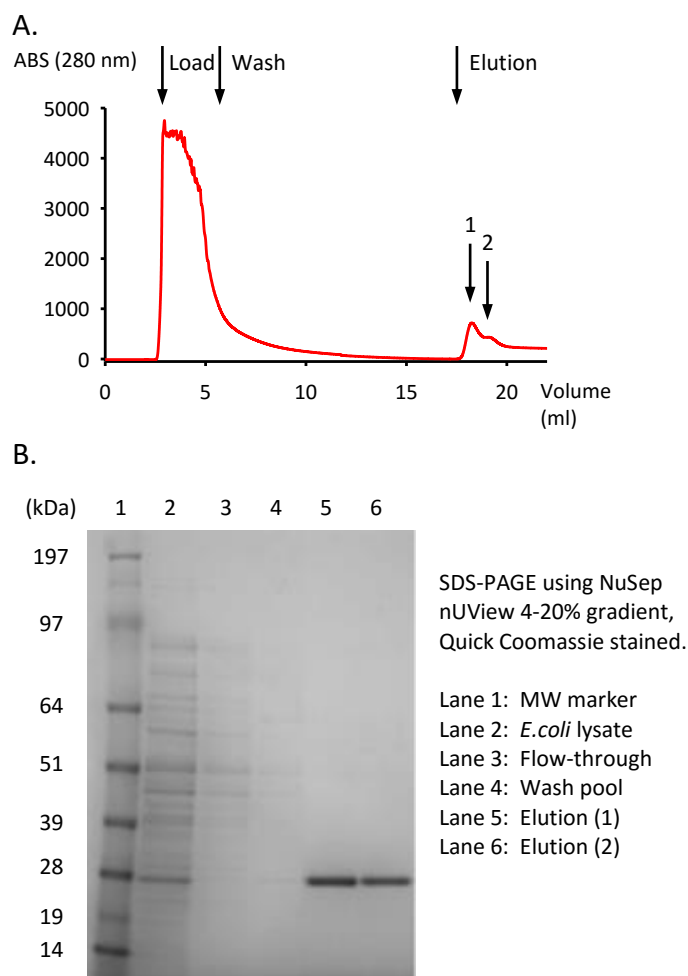 A.
ABS (280 nm) Load Wash Elution
5000
4000
3000
2000
1000
0
1
2
0 5 10 15 20 Volume
(ml)
B.
(kDa) 1 2 3 4 5 6
197
97
64
51
39
28
19
14
SDS-PAGE using NuSep
nUView 4-20% gradient,
Quick Coomassie stained.
Lane 1: MW marker
Lane 2: E.coli lysate
Lane 3: Flow-through
Lane 4: Wash pool
Lane 5: Elution (1)
Lane 6: Elution (2)